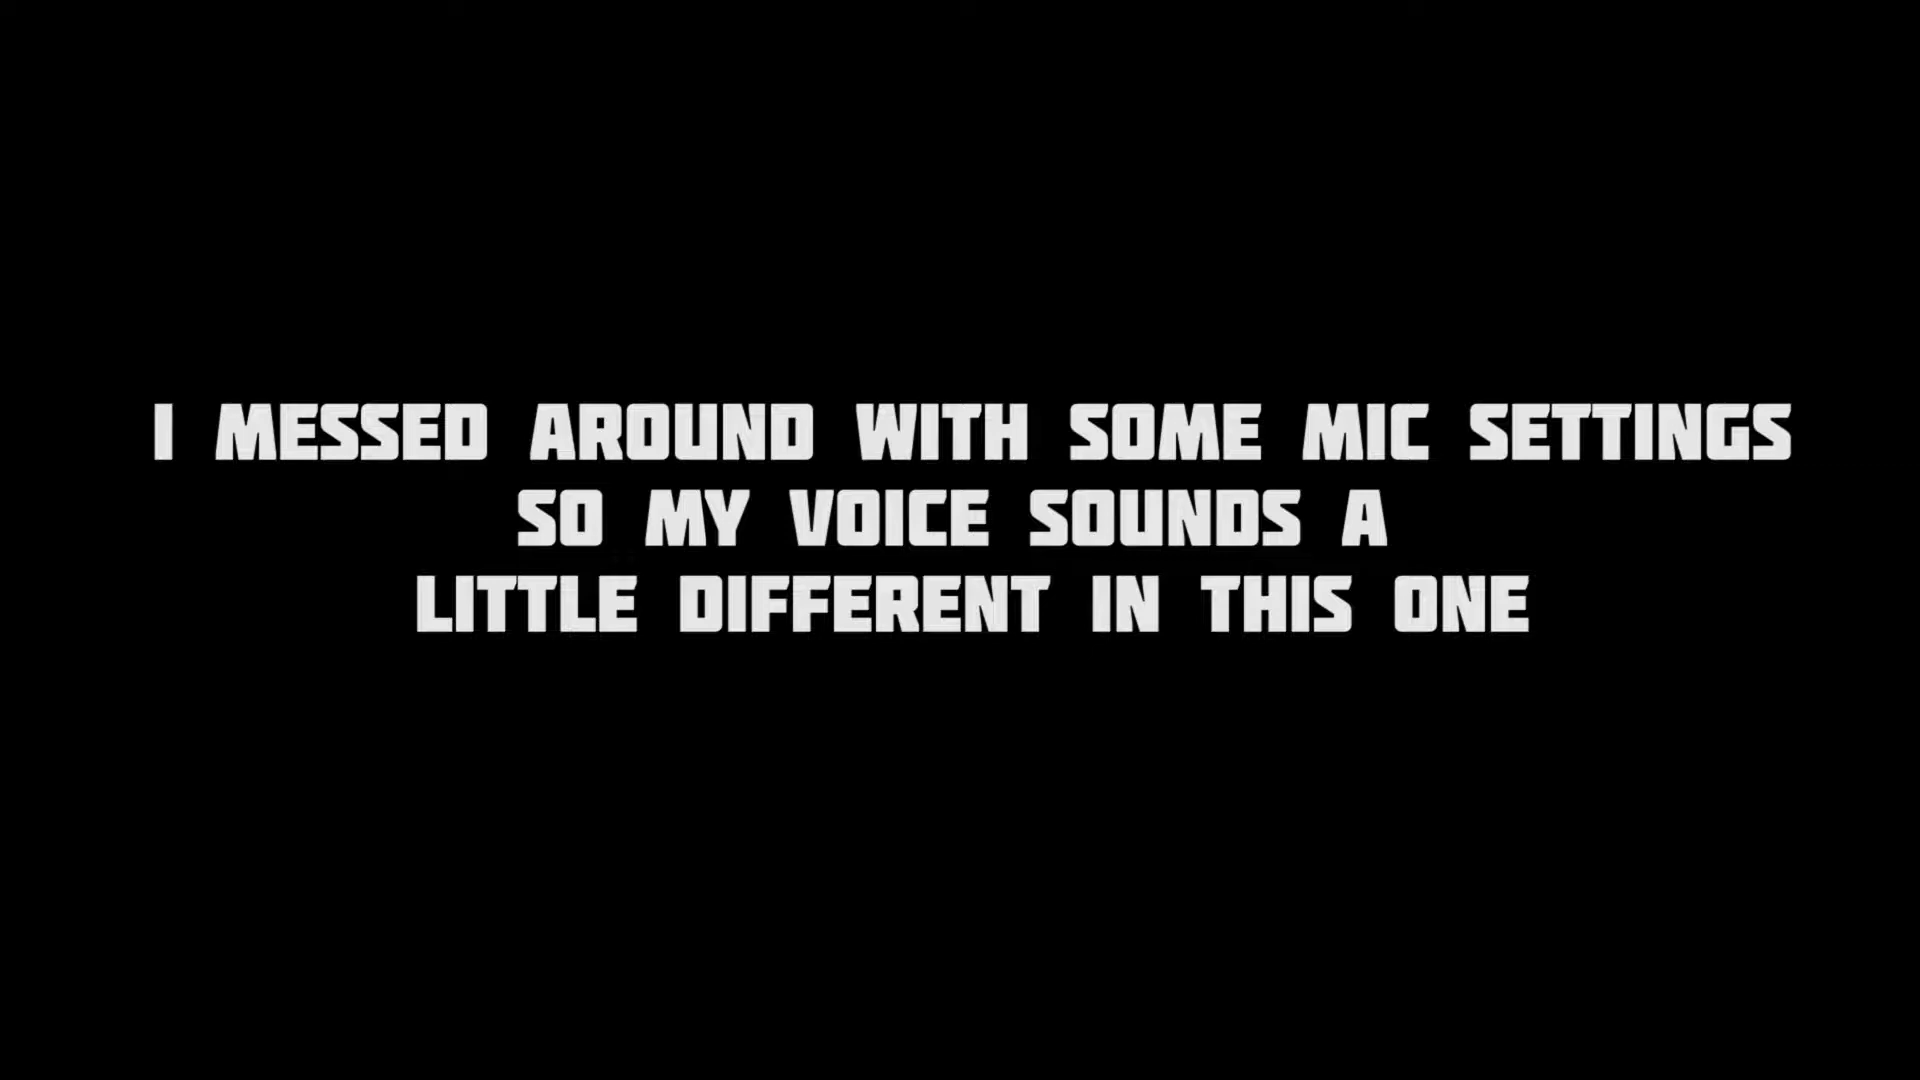 I MESSED AROUND WITH SOME MIC SETTINGS
SO MY VOICE SOUNDS A
LITTLE DIFFERENT IN THIS ONE